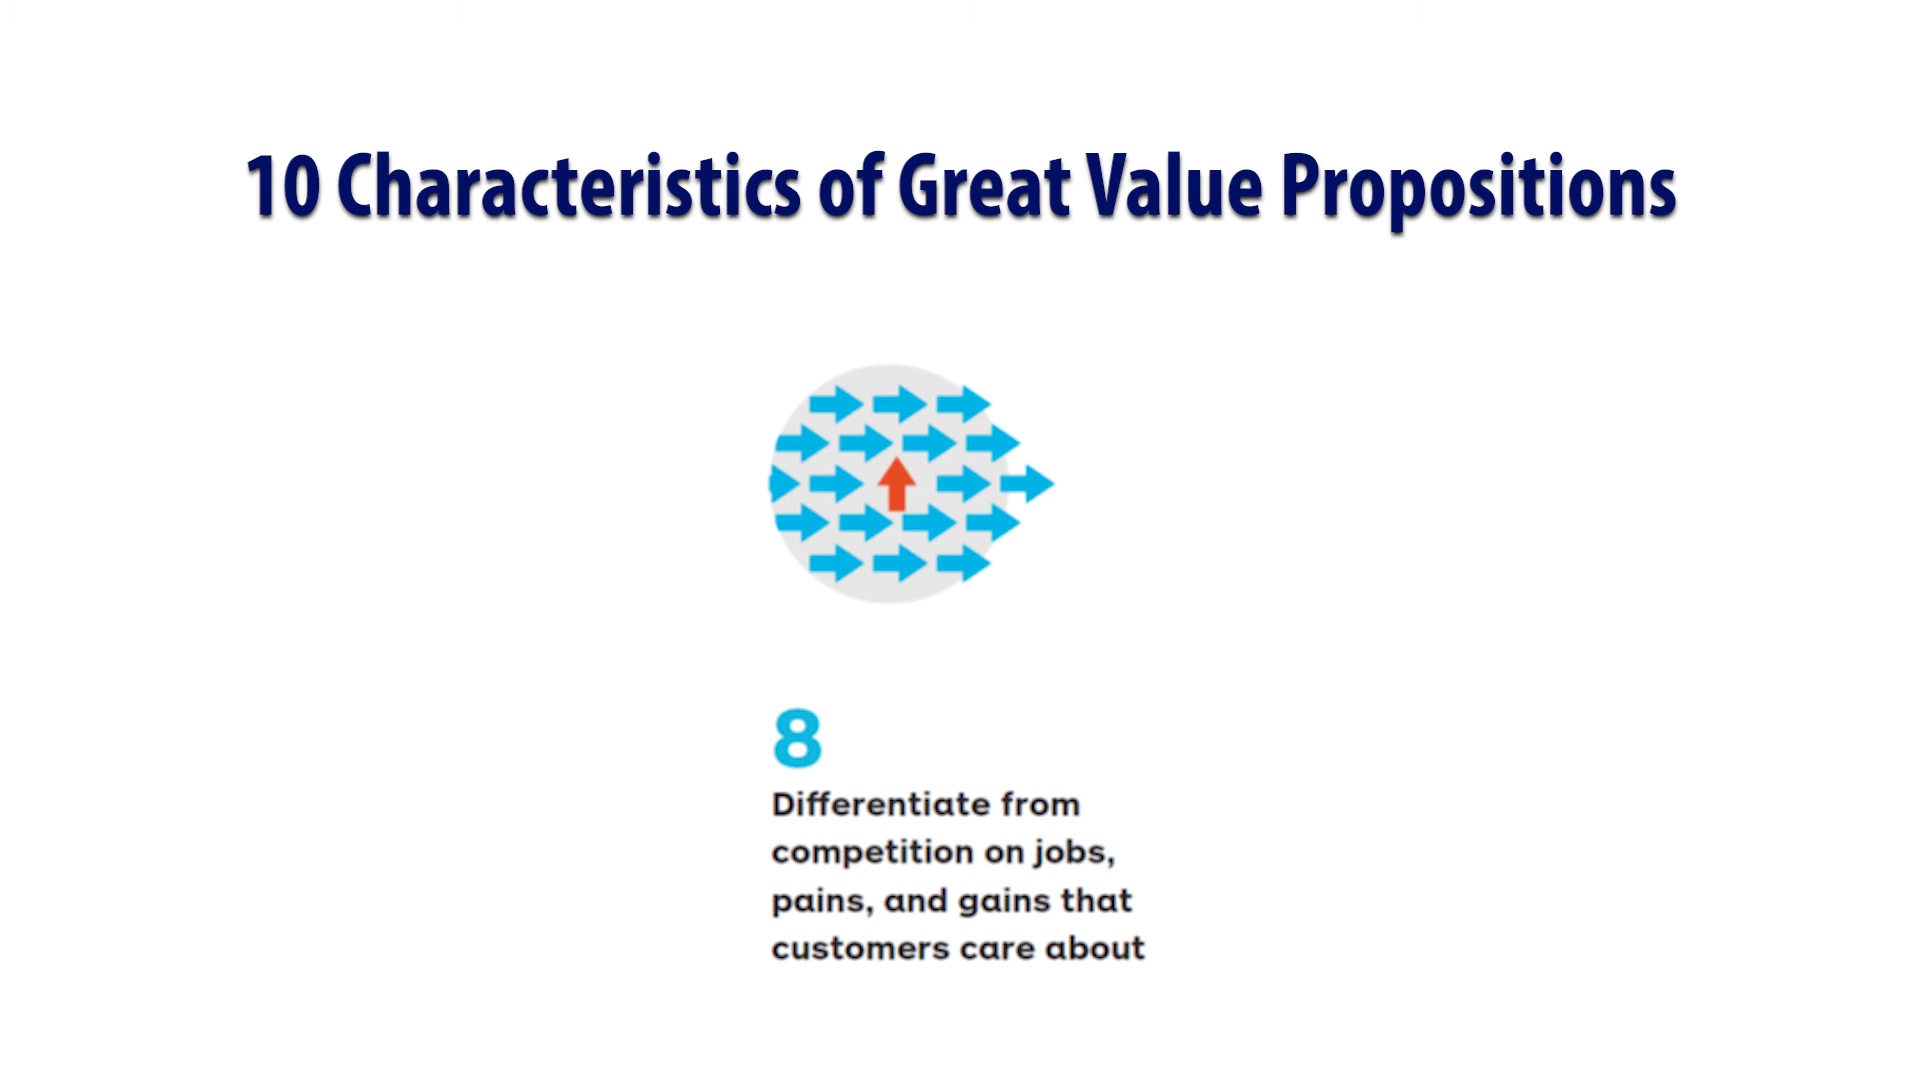 10 Characteristics of Great Value Propositions
8
Differentiate from
competition on jobs,
pains, and gains that
customers care about